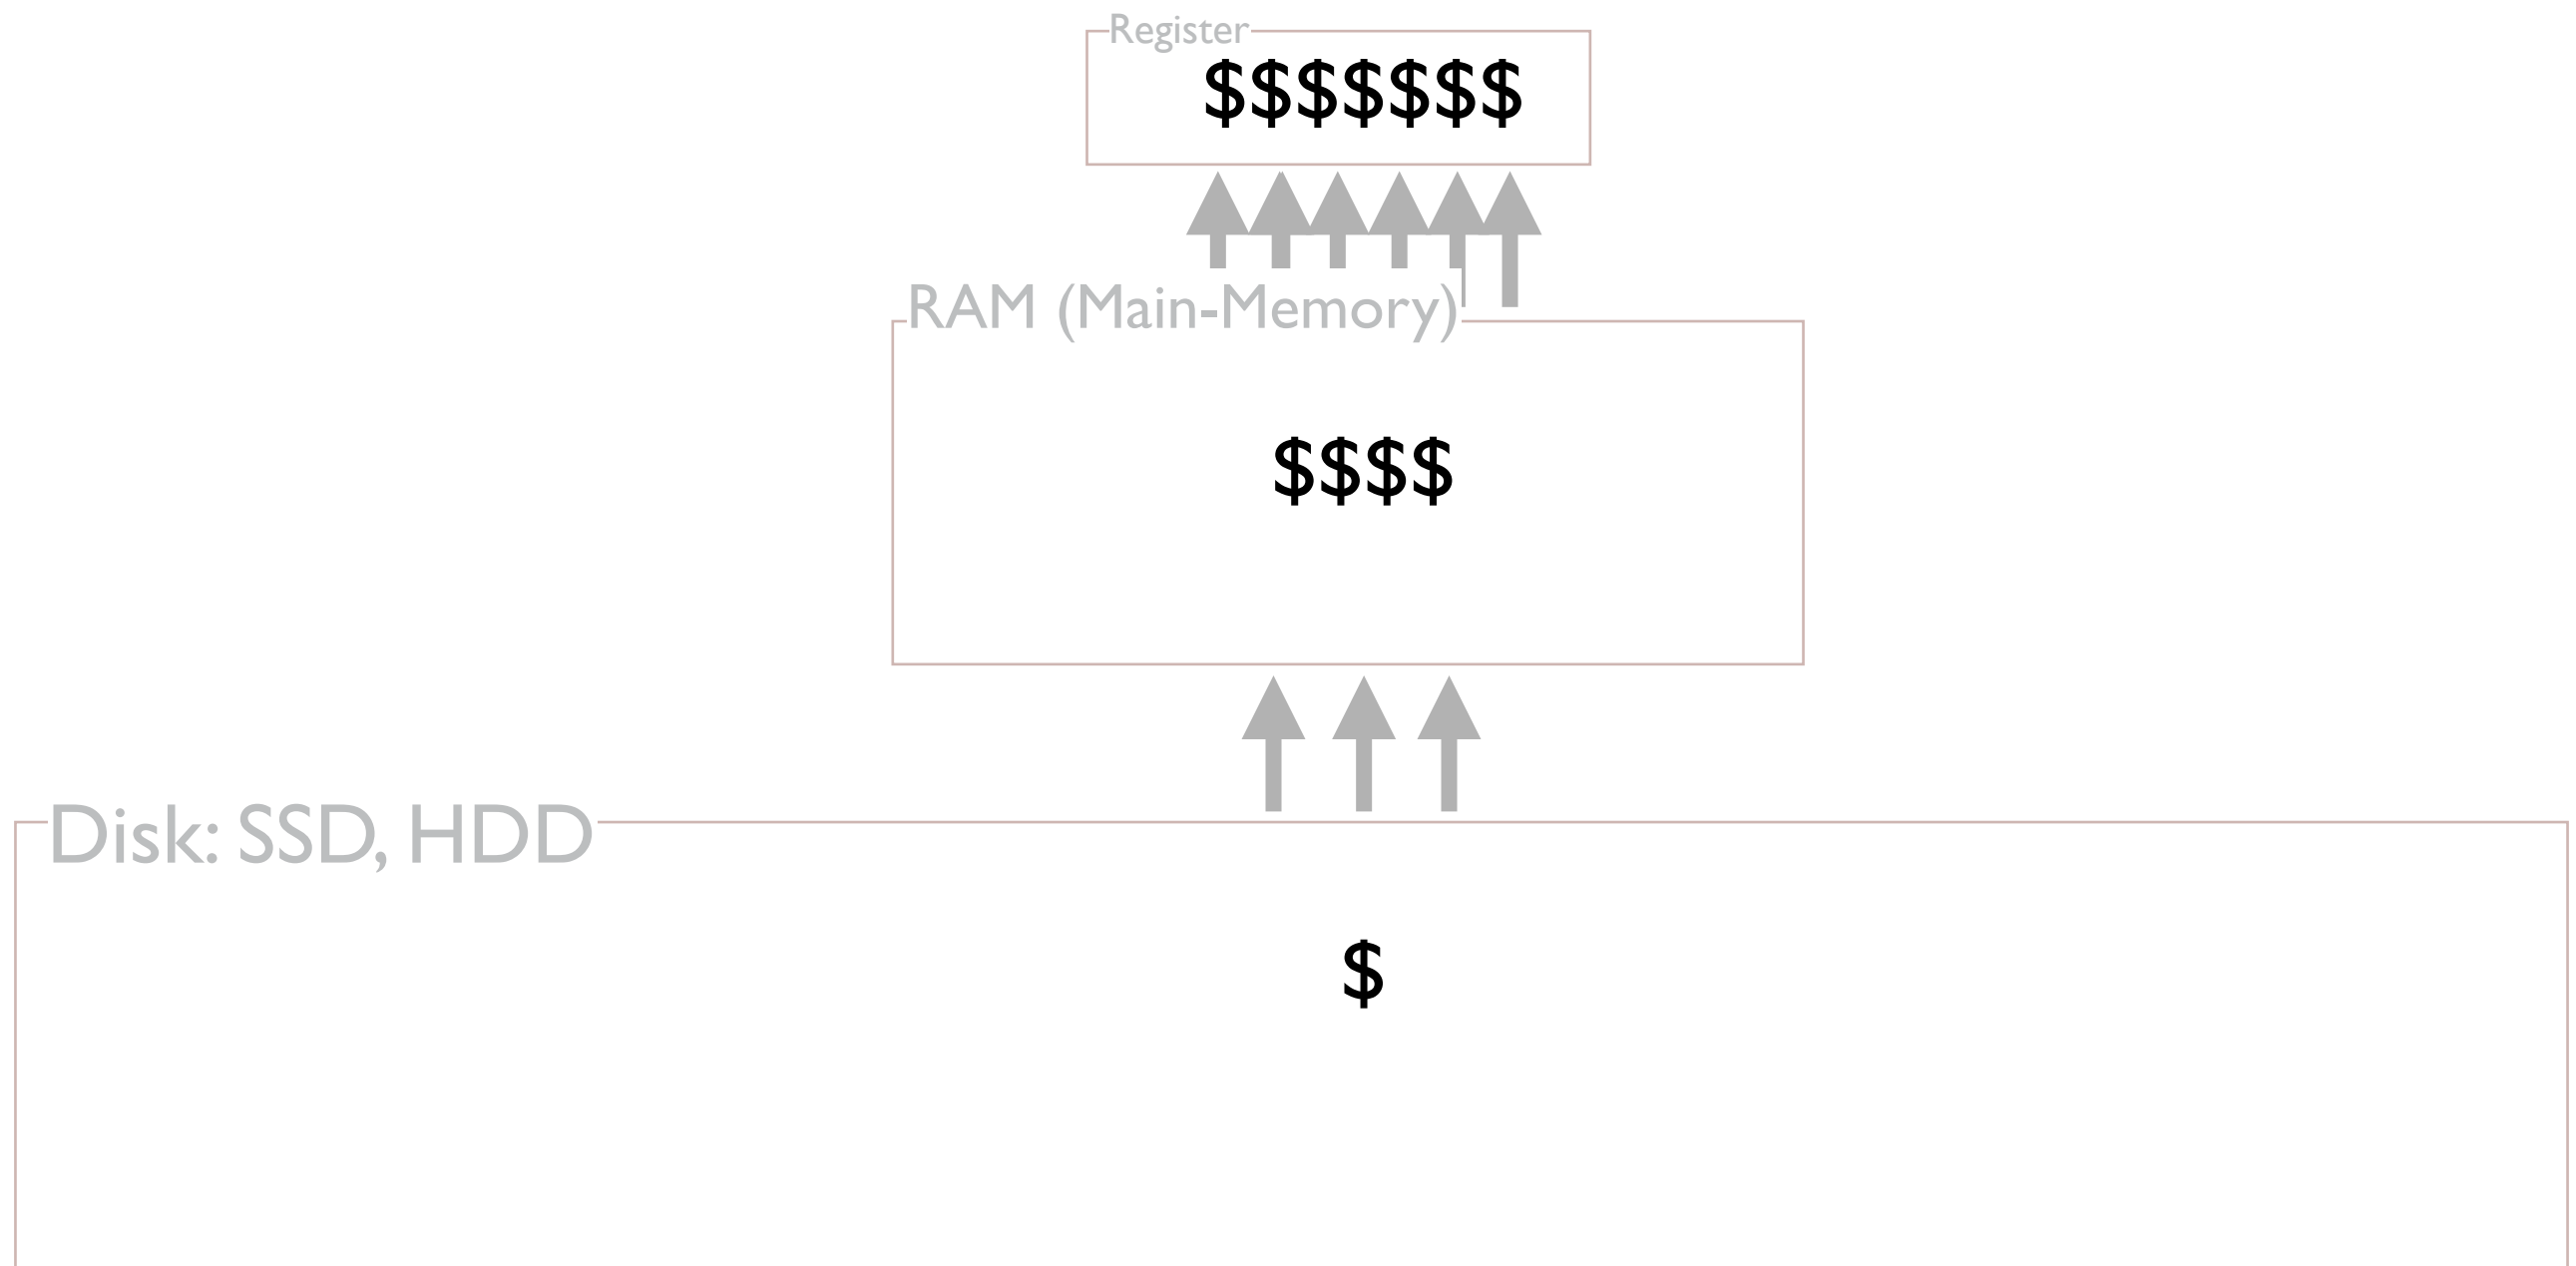 Register
$$$$$$$
RAM (Main-Memory)
$$$$
Disk: SSD, HDD
$